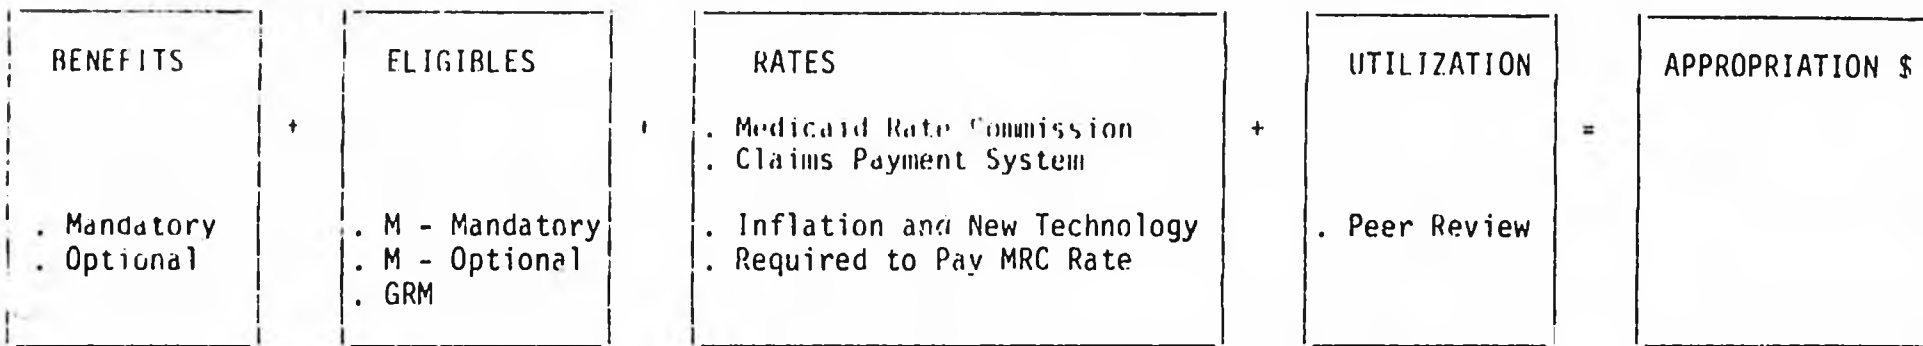 BENEFITS
. Mandatory
. Optional
+
ELIGIBLES
. M - Mandatory
. M - Optional
. GRM
+
RATES
. Medicaid Rate Commission
. Claims Payment System
. Inflation and New Technology
. Required to Pay MRC Rate
+
UTILIZATION
. Peer Review
=
APPROPRIATION $